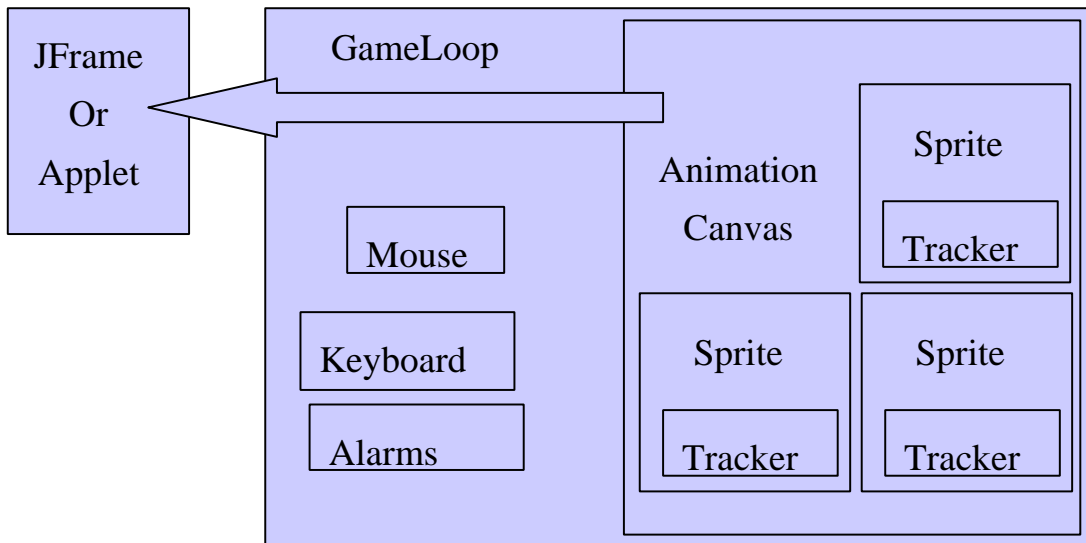 JFrame
Or
Applet
GameLoop
Mouse
Keyboard
Alarms
Animation
Canvas
Sprite
Tracker
Sprite
Tracker
Sprite
Tracker